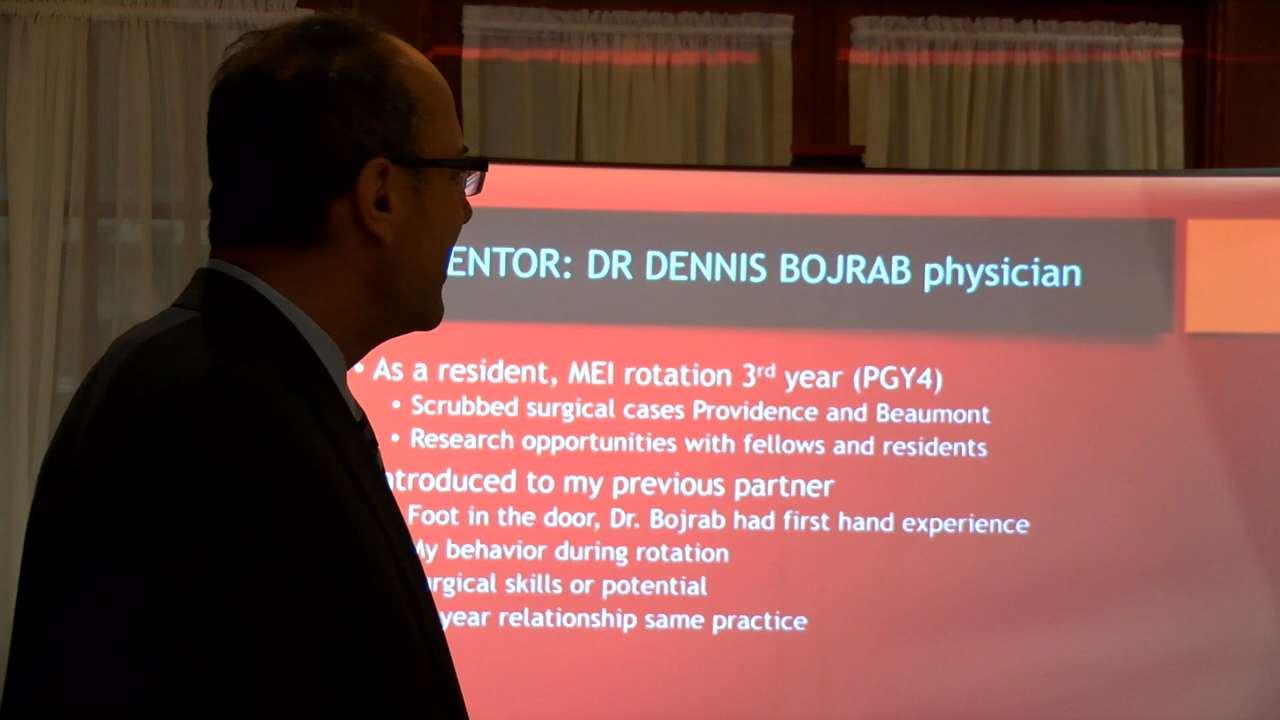 ENTOR: DR DENNIS BOJRAB physician
• As a resident, MEI rotation 3rd year (PGY4)
• Scrubbed surgical cases Providence and Beaumont
• Research opportunities with fellows and residents
ntroduced to my previous partner
Foot in the door, Dr. Bojrab had first hand experience
My behavior during rotation
urgical skills or potential
year relationship same practice